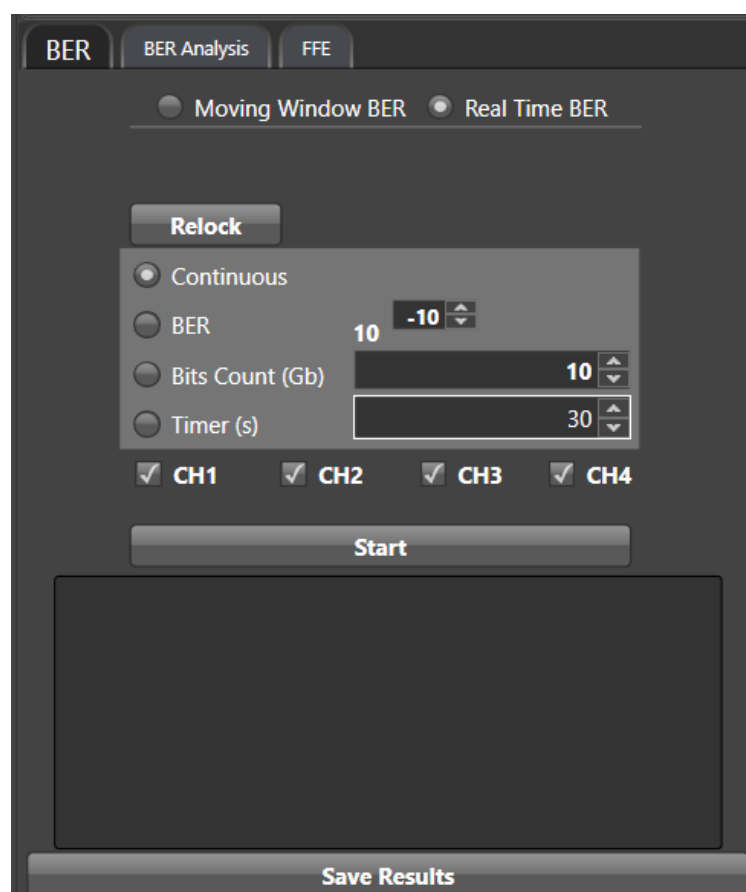 BER BER Analysis FFE
Moving Window BER Real Time BER
Relock
Continuous
BER 10 -10
Bits Count (Gb) 10
Timer (s) 30
CH1 CH2 CH3 CH4
Start
Save Results